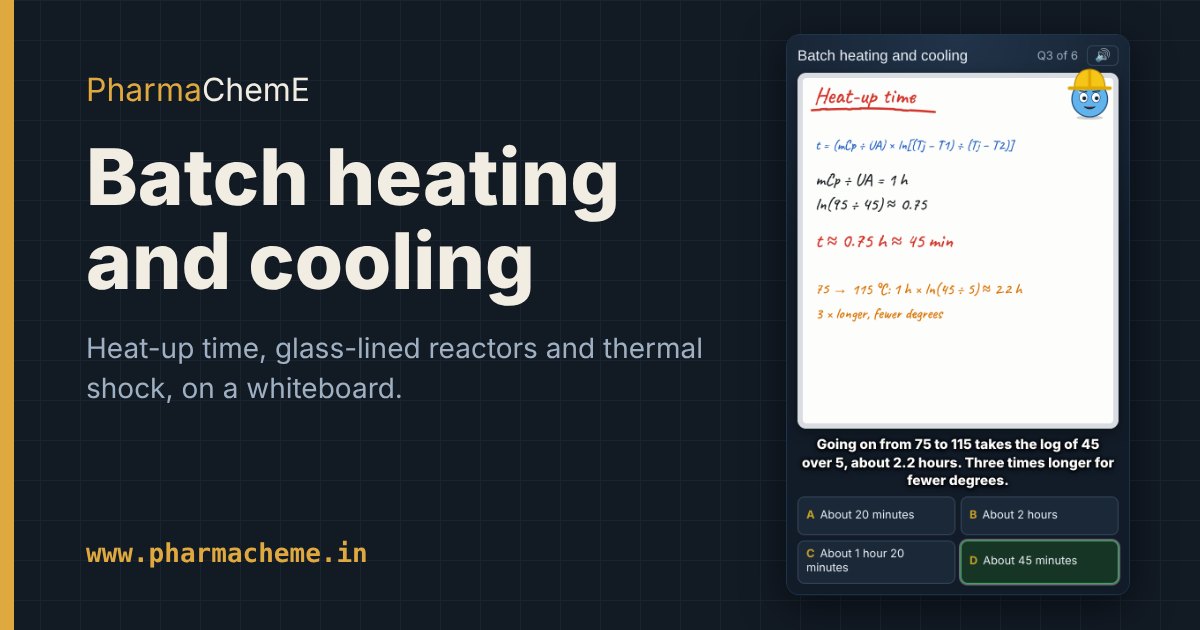 PharmaChemE
Batch heating
and cooling
Heat-up time, glass-lined reactors and thermal
shock, on a whiteboard.
www.pharmacheme.in
Batch heating and cooling
Q3 of 6
Heat-up time
t = (mCp ÷ UA) × ln[(Tj − T1) ÷ (Tj − T2)]
mCp ÷ UA = 1 h
ln(95 ÷ 45) ≈ 0.75
t ≈ 0.75 h ≈ 45 min
75 → 115 °C: 1 h × ln(45 ÷ 5) ≈ 2.2 h
3 × longer, fewer degrees
Going on from 75 to 115 takes the log of 45
over 5, about 2.2 hours. Three times longer for
fewer degrees.
A About 20 minutes
B About 2 hours
C About 1 hour 20
minutes
D About 45 minutes